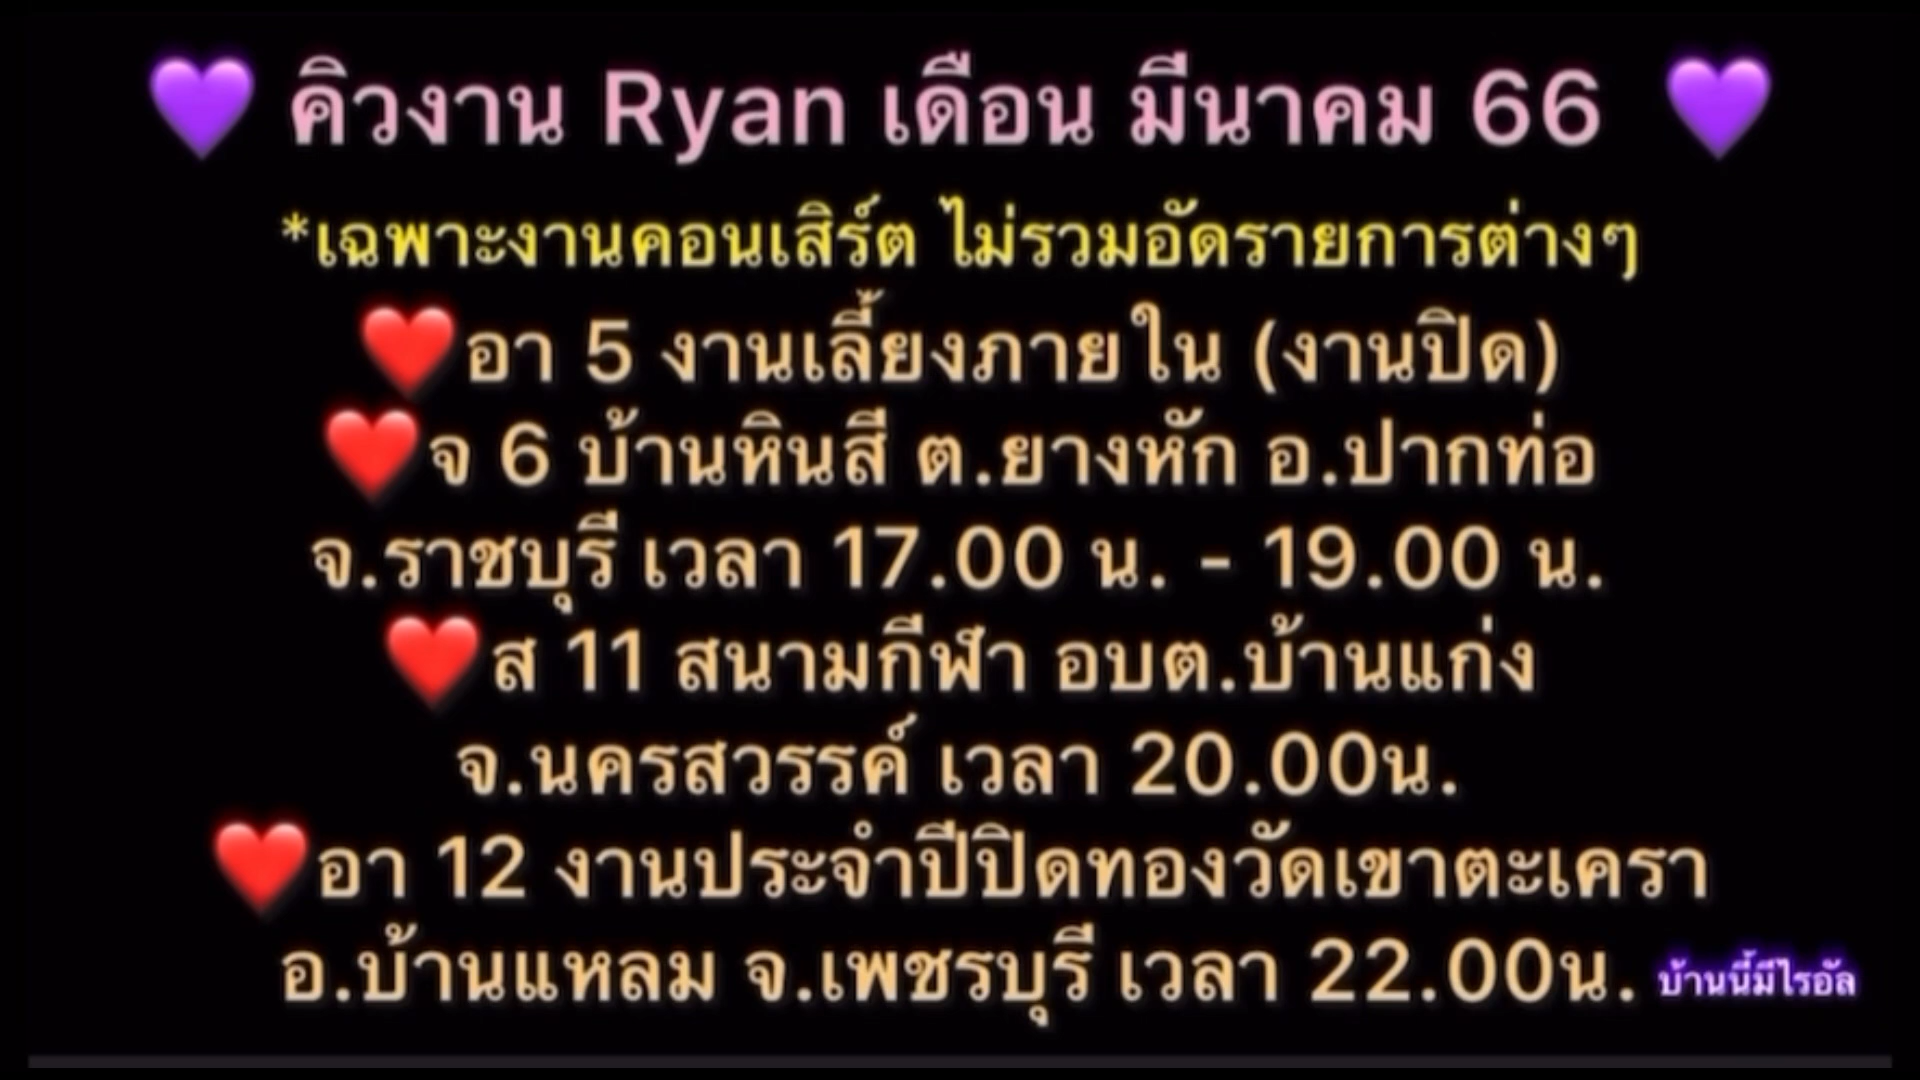 💜 คิวงาน Ryan เดือน มีนาคม 66 💜
*เฉพาะงานคอนเสิร์ต ไม่รวมอัดรายการต่างๆ
❤️อา 5 งานเลี้ยงภายใน (งานปิด)
❤️จ 6 บ้านหินสี ต.ยางหัก อ.ปากท่อ
จ.ราชบุรี เวลา 17.00 น. - 19.00 น.
❤️ส 11 สนามกีฬา อบต.บ้านแก่ง
จ.นครสวรรค์ เวลา 20.00น.
❤️อา 12 งานประจำปีปิดทองวัดเขาตะเครา
อ.บ้านแหลม จ.เพชรบุรี เวลา 22.00น.
บ้านนี้มีไรอัล